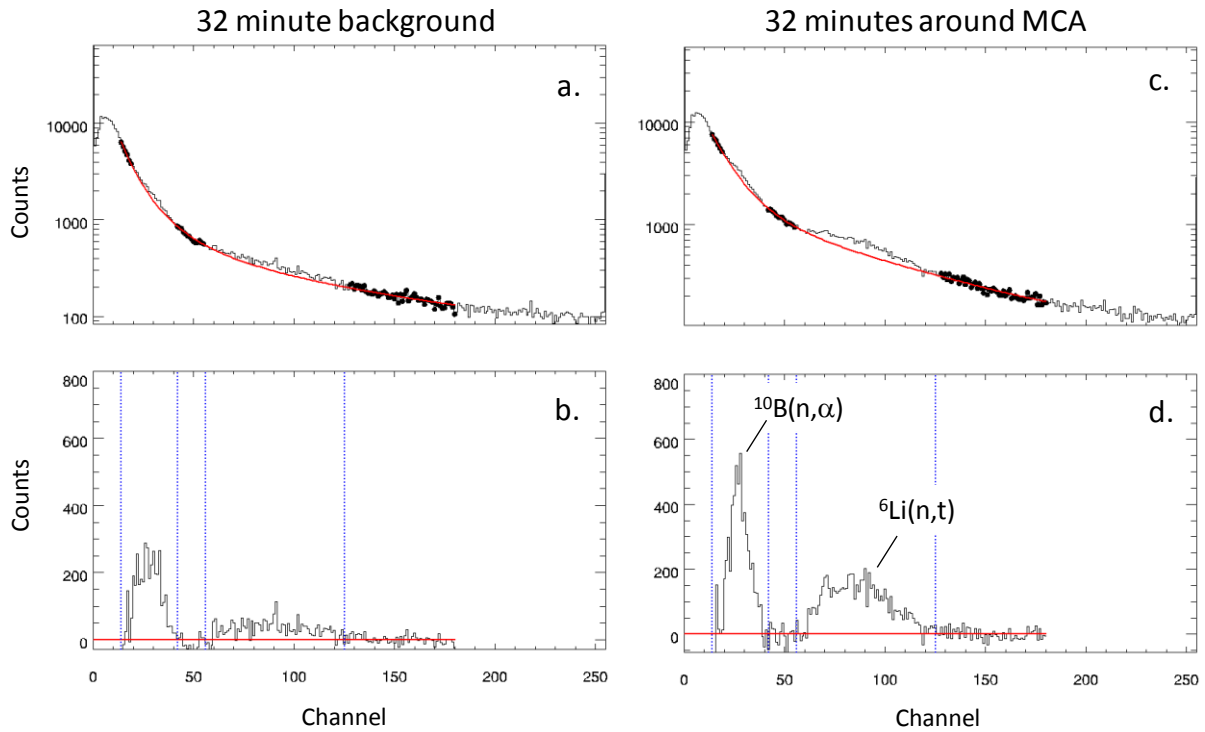 32 minute background
32 minutes around MCA
a.
10000
1000
100
Counts
c.
10000
1000
b.
800
600
400
200
0
Counts
0 50 100 150 200 250
Channel
d.
¹⁰B(n,α)
⁶Li(n,t)
800
600
400
200
0
0 50 100 150 200 250
Channel